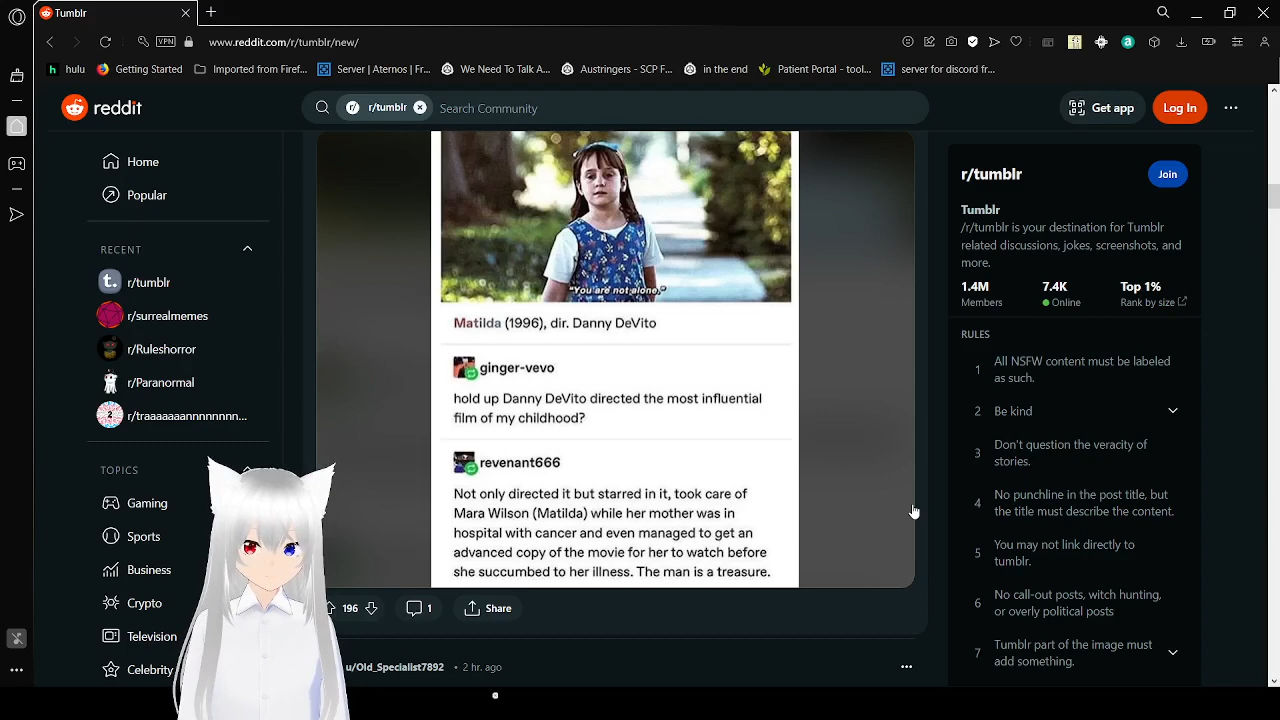 Tumblr
VPN
www.reddit.com/r/tumblr/new/
hulu
Getting Started
Imported from Firef...
Server | Aternos | Fr...
We Need To Talk A...
Austringers - SCP F...
in the end
Patient Portal - tool...
server for discord fr...
reddit
r/
r/tumblr
Search Community
Get app
Log In
Home
Popular
RECENT
r/tumblr
r/surrealmemes
r/Ruleshorror
r/Paranormal
r/traaaaaaannnnnnnn...
TOPICS
Gaming
Sports
Business
Crypto
Television
Celebrity
"You are not alone."
Matilda (1996), dir. Danny DeVito
ginger-vevo
hold up Danny DeVito directed the most influential
film of my childhood?
revenant666
Not only directed it but starred in it, took care of
Mara Wilson (Matilda) while her mother was in
hospital with cancer and even managed to get an
advanced copy of the movie for her to watch before
she succumbed to her illness. The man is a treasure.
196
1
Share
u/Old_Specialist7892 • 2 hr. ago
r/tumblr
Join
Tumblr
/r/tumblr is your destination for Tumblr
related discussions, jokes, screenshots, and
more.
1.4M
7.4K
Top 1%
Members
Online
Rank by size
RULES
1
All NSFW content must be labeled
as such.
2
Be kind
3
Don't question the veracity of
stories.
4
No punchline in the post title, but
the title must describe the content.
5
You may not link directly to
tumblr.
6
No call-out posts, witch hunting,
or overly political posts
7
Tumblr part of the image must
add something.